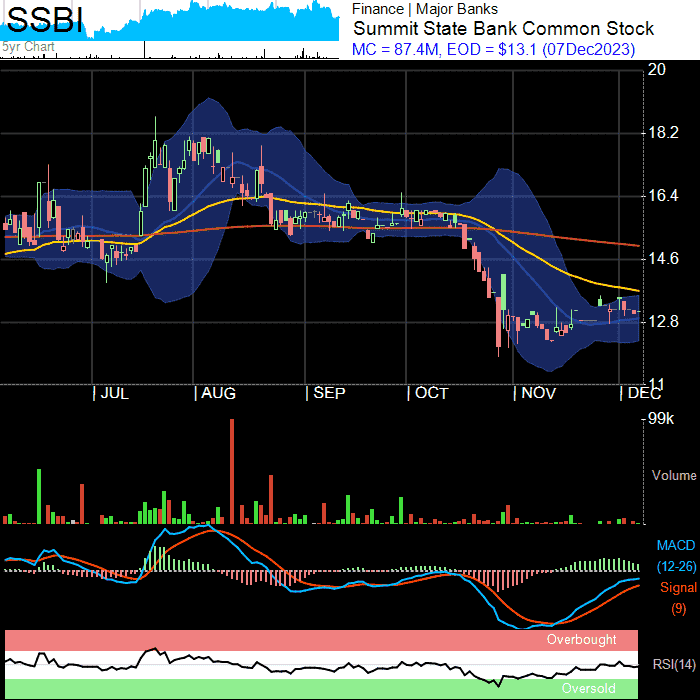 SSBI
5yr Chart
Finance | Major Banks
Summit State Bank Common Stock
MC = 87.4M, EOD = $13.1 (07Dec2023)
20
18.2
16.4
14.6
12.8
11
| JUL | AUG | SEP | OCT | NOV | DEC
99k
Volume
MACD
(12-26)
Signal
(9)
Overbought
RSI(14)
Oversold